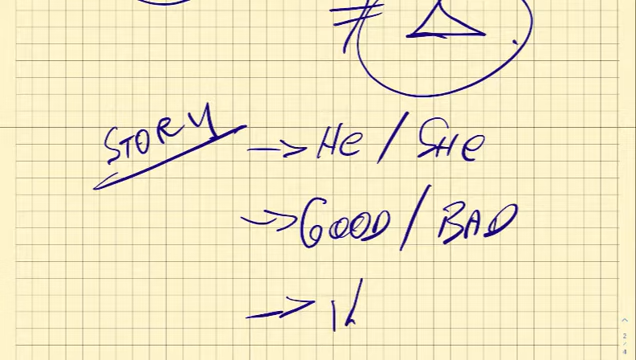 STORY
→ HE / SHE
→ GOOD / BAD
→